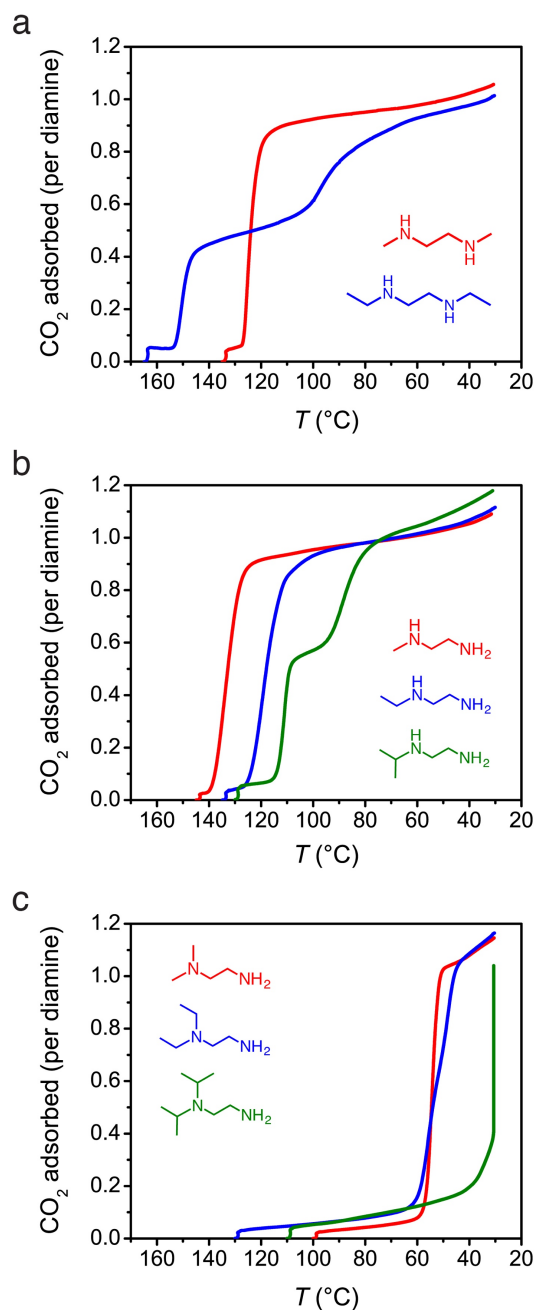 a
1.2
1.0
0.8
0.6
0.4
0.2
0.0
CO₂ adsorbed (per diamine)
H
N
N
H
H
N
N
H
160 140 120 100 80 60 40 20
T (°C)
b
1.2
1.0
0.8
0.6
0.4
0.2
0.0
CO₂ adsorbed (per diamine)
H
N
NH₂
H
N
NH₂
H
N
NH₂
160 140 120 100 80 60 40 20
T (°C)
c
1.2
1.0
0.8
0.6
0.4
0.2
0.0
CO₂ adsorbed (per diamine)
N
NH₂
N
NH₂
N
NH₂
160 140 120 100 80 60 40 20
T (°C)